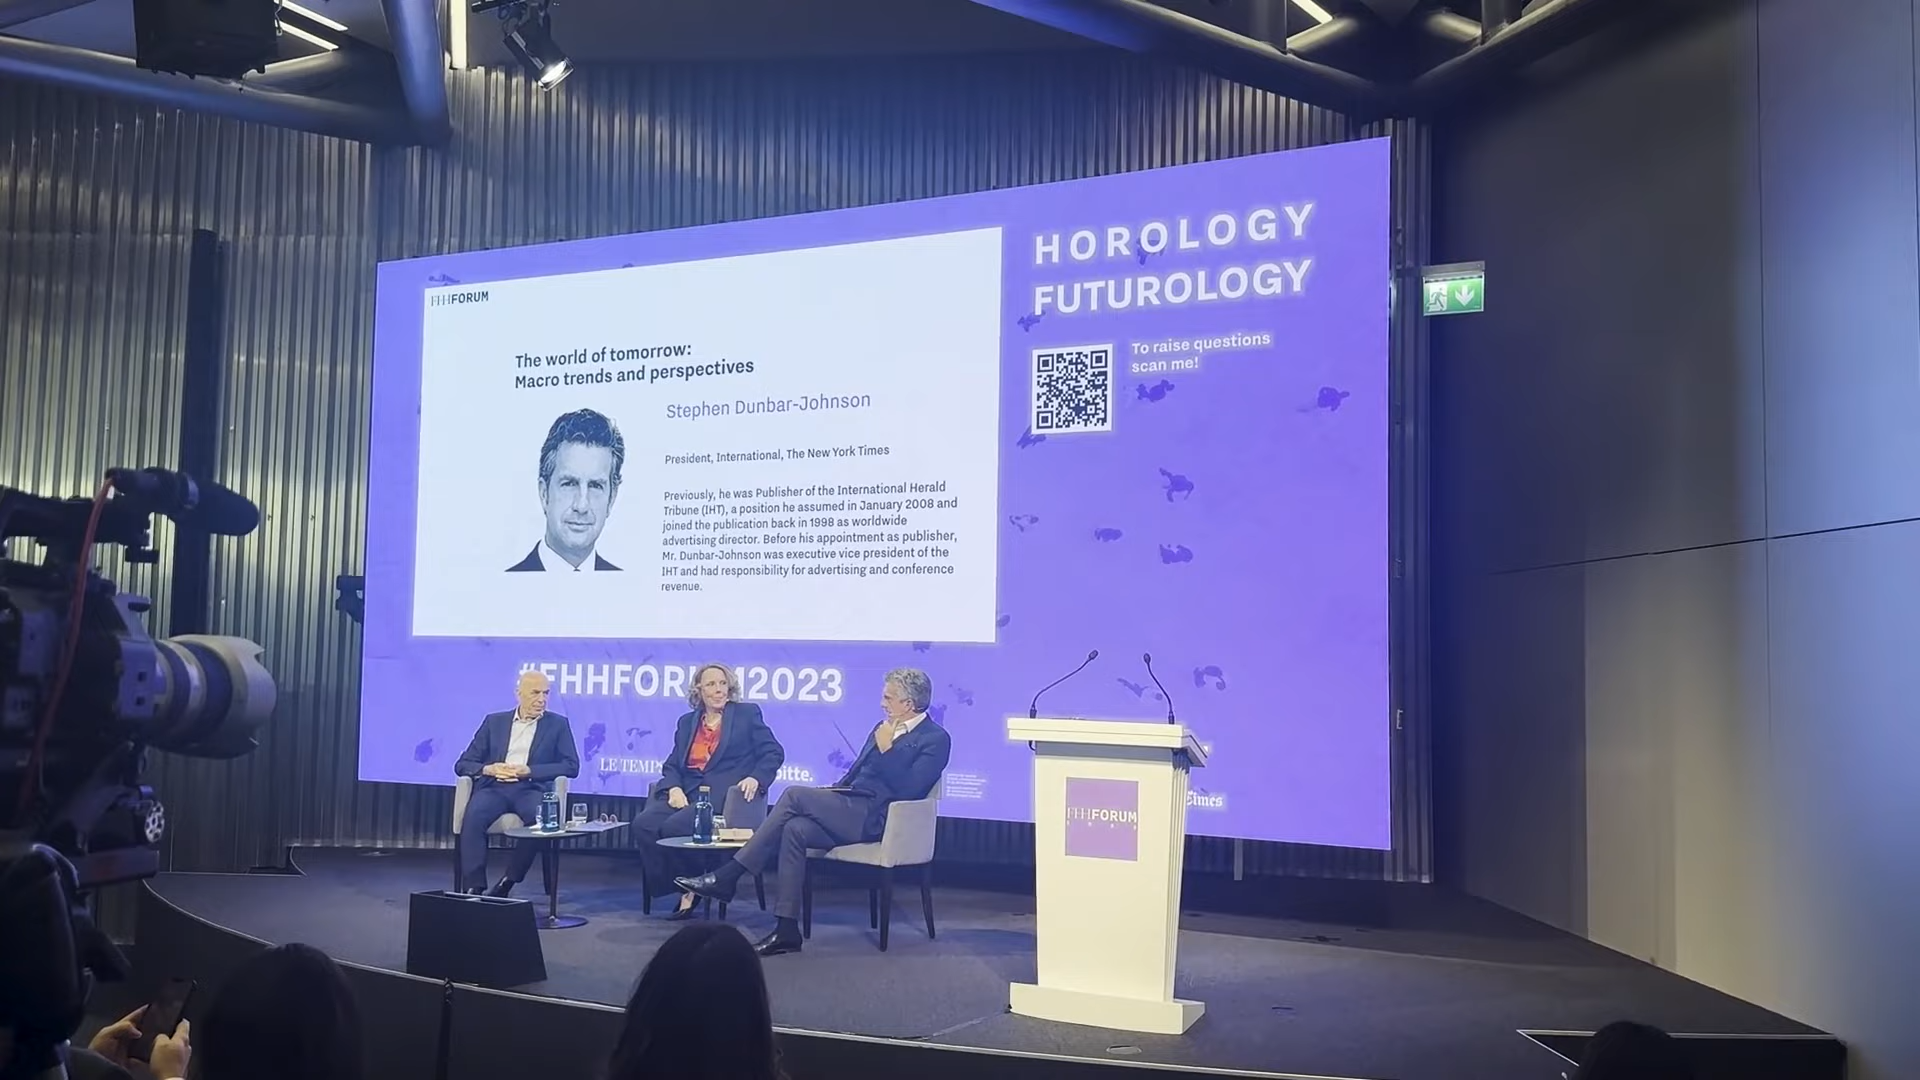 FHHFORUM
The world of tomorrow:
Macro trends and perspectives
Stephen Dunbar-Johnson
President, International, The New York Times
Previously, he was Publisher of the International Herald
Tribune (IHT), a position he assumed in January 2008 and
joined the publication back in 1998 as worldwide
advertising director. Before his appointment as publisher,
Mr. Dunbar-Johnson was executive vice president of the
IHT and had responsibility for advertising and conference
revenue.
HOROLOGY
FUTUROLOGY
To raise questions
scan me!
#FHHFORUM2023
LE TEMPS
Times
FHHFORUM